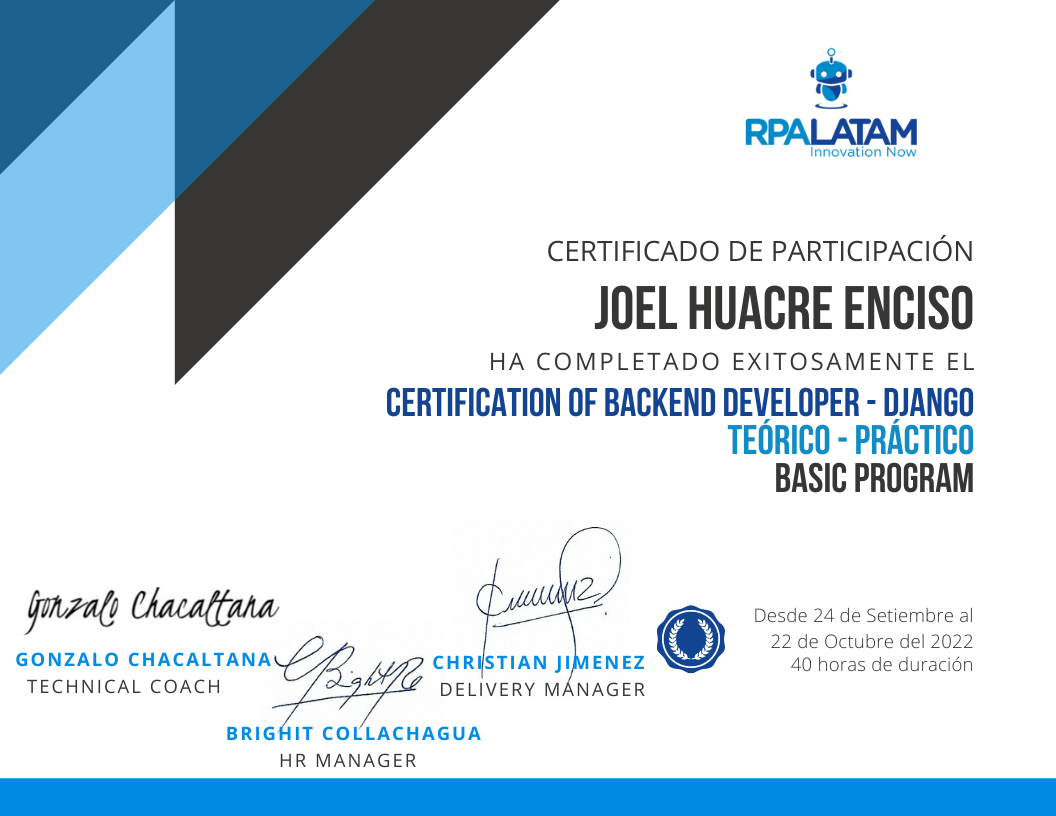 RPALATAM
Innovation Now
CERTIFICADO DE PARTICIPACIÓN
JOEL HUACRE ENCISO
HA COMPLETADO EXITOSAMENTE EL
CERTIFICATION OF BACKEND DEVELOPER - DJANGO
TEÓRICO - PRÁCTICO
BASIC PROGRAM
Gonzalo Chacaltana
GONZALO CHACALTANA
TECHNICAL COACH
BRIGHIT COLLACHAGUA
HR MANAGER
CHRISTIAN JIMENEZ
DELIVERY MANAGER
Desde 24 de Setiembre al
22 de Octubre del 2022
40 horas de duración